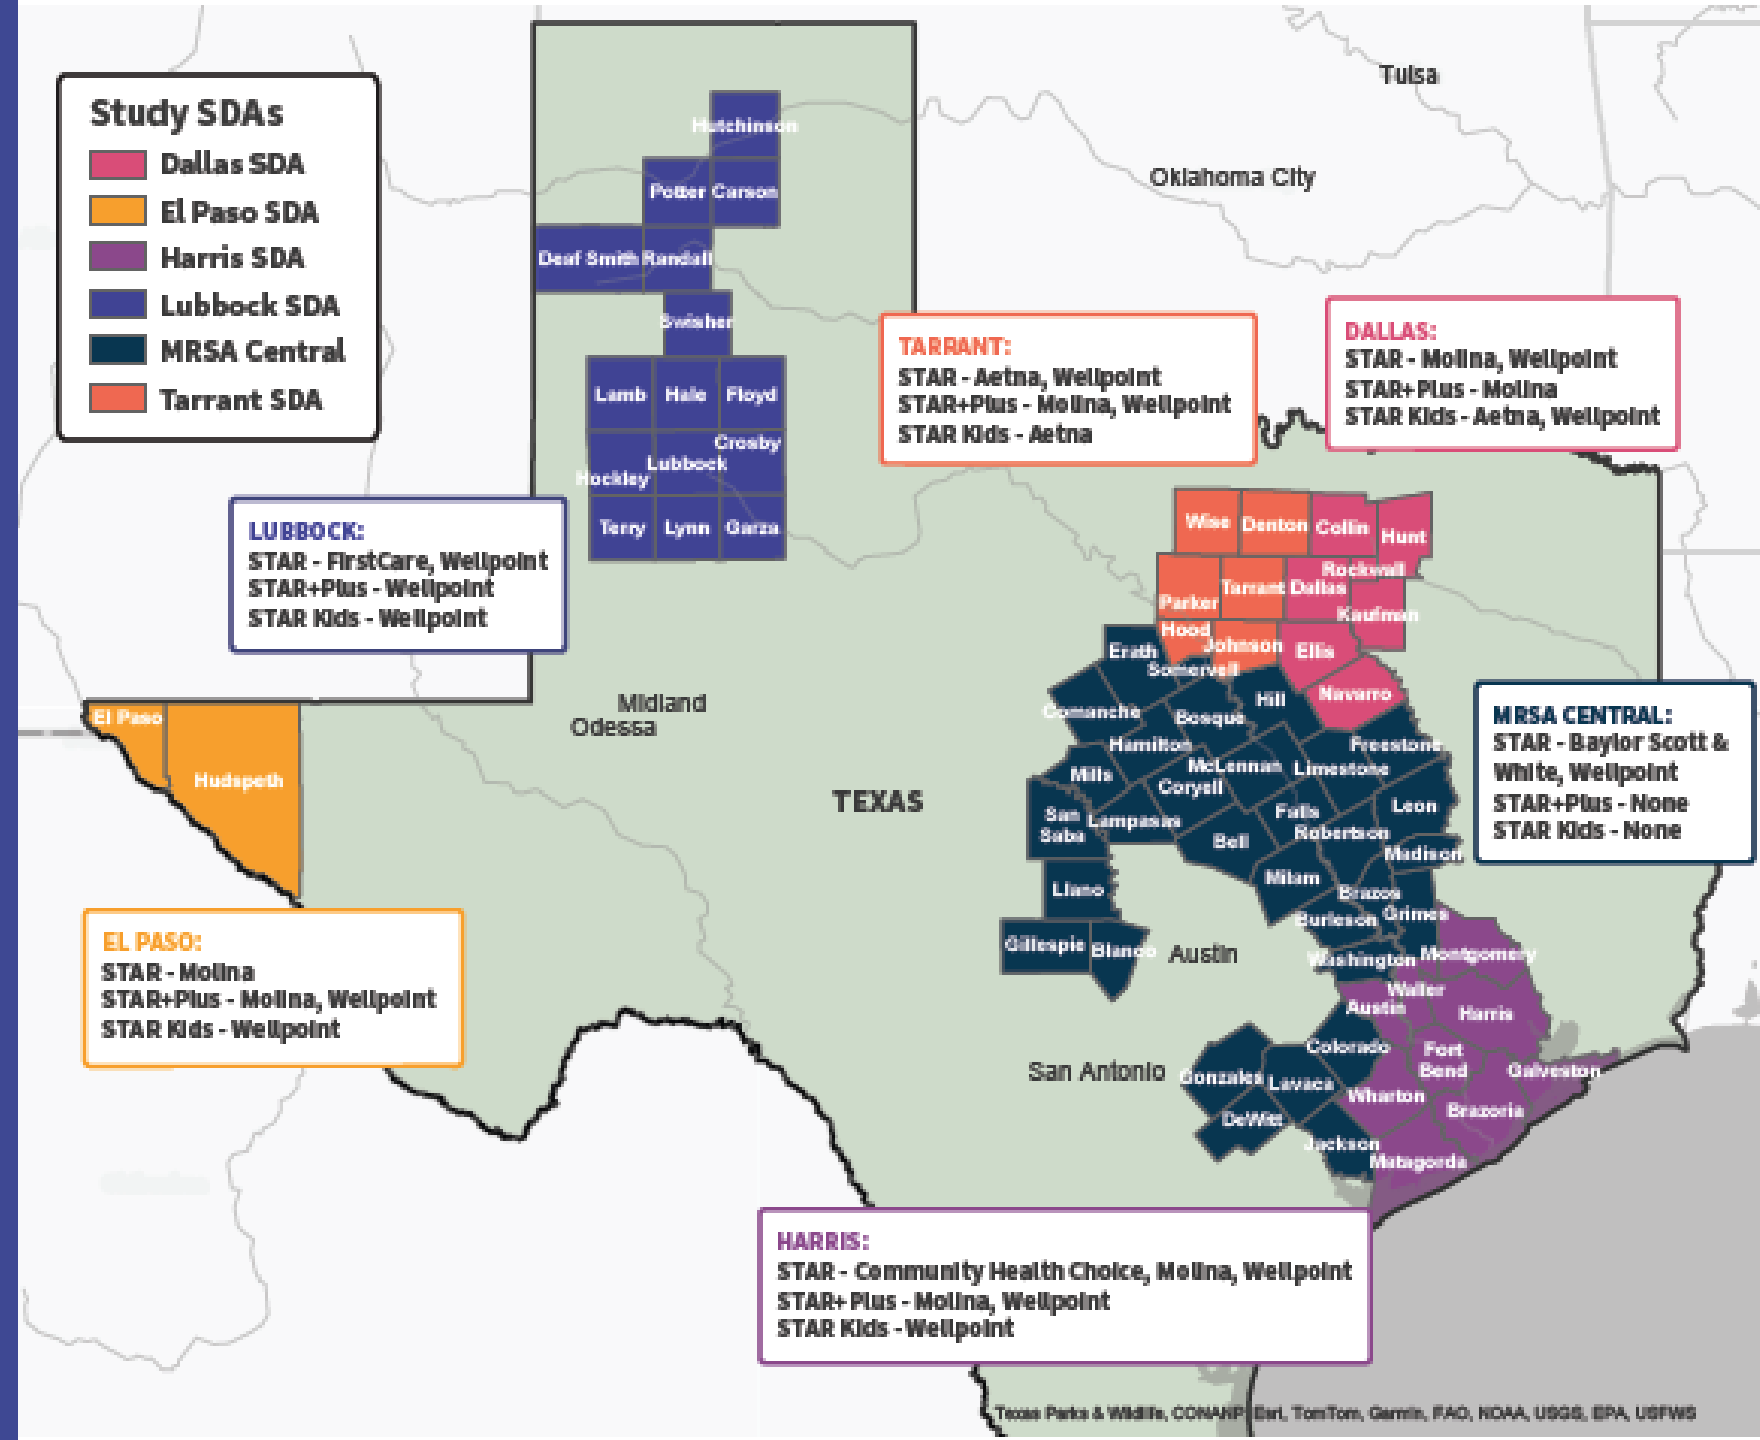 Study SDAs
Dallas SDA
El Paso SDA
Harris SDA
Lubbock SDA
MRSA Central
Tarrant SDA
Tulsa
Oklahoma City
Hutchinson
Potter Carson
Deaf Smith Randall
Swisher
Lamb Hale Floyd
Crosby
Lubbock
Hockley
Terry Lynn Garza
TARRANT:
STAR - Aetna, Wellpoint
STAR+Plus - Molina, Wellpoint
STAR Kids - Aetna
DALLAS:
STAR - Molina, Wellpoint
STAR+Plus - Molina
STAR Kids - Aetna, Wellpoint
LUBBOCK:
STAR - FirstCare, Wellpoint
STAR+Plus - Wellpoint
STAR Kids - Wellpoint
Wise Denton Collin Hunt
Rockwall
Parker Tarrant Dallas
Kaufman
Hood
Johnson Ellis
Erath
Somervell
Navarro
Hill
Comanche
Bosque
Hamilton
Freestone
McLennan Limestone
Mills
Coryell
Leon
San
Saba
Lampasas
Falls
Robertson
Bell
Madison
Milam
Llano
Brazos
Burleson Grimes
Gillespie Blanco
Austin
Washington Montgomery
Waller
Austin
Harris
Colorado
Fort
Bend
Galveston
Gonzales Lavaca
Wharton
Brazoria
DeWitt
Jackson
Matagorda
Midland
Odessa
TEXAS
San Antonio
El Paso
Hudspeth
MRSA CENTRAL:
STAR - Baylor Scott &
White, Wellpoint
STAR+Plus - None
STAR Kids - None
EL PASO:
STAR - Molina
STAR+Plus - Molina, Wellpoint
STAR Kids - Wellpoint
HARRIS:
STAR - Community Health Choice, Molina, Wellpoint
STAR+ Plus - Molina, Wellpoint
STAR Kids - Wellpoint
Texas Parks & Wildlife, CONANP, Esri, TomTom, Garmin, FAO, NOAA, USGS, EPA, USFWS